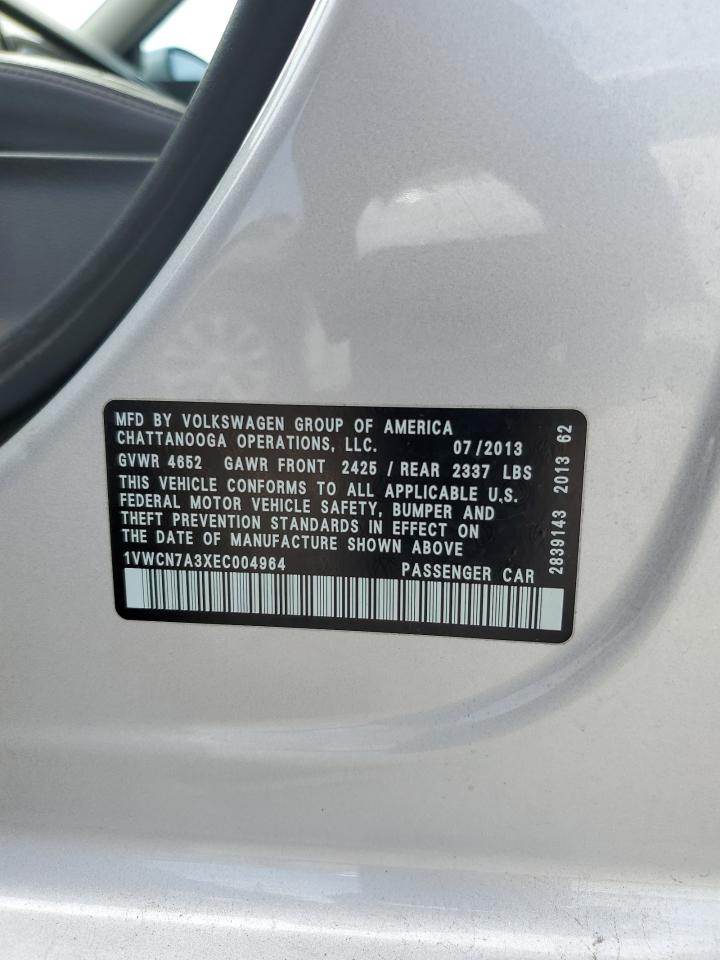 MFD BY VOLKSWAGEN GROUP OF AMERICA
CHATTANOOGA OPERATIONS, LLC. 07/2013
GVWR 4652 GAWR FRONT 2425 / REAR 2337 LBS
THIS VEHICLE CONFORMS TO ALL APPLICABLE U.S.
FEDERAL MOTOR VEHICLE SAFETY, BUMPER AND
THEFT PREVENTION STANDARDS IN EFFECT ON
THE DATE OF MANUFACTURE SHOWN ABOVE
1VWCN7A3XEC004964 PASSENGER CAR
2839143 2013 62